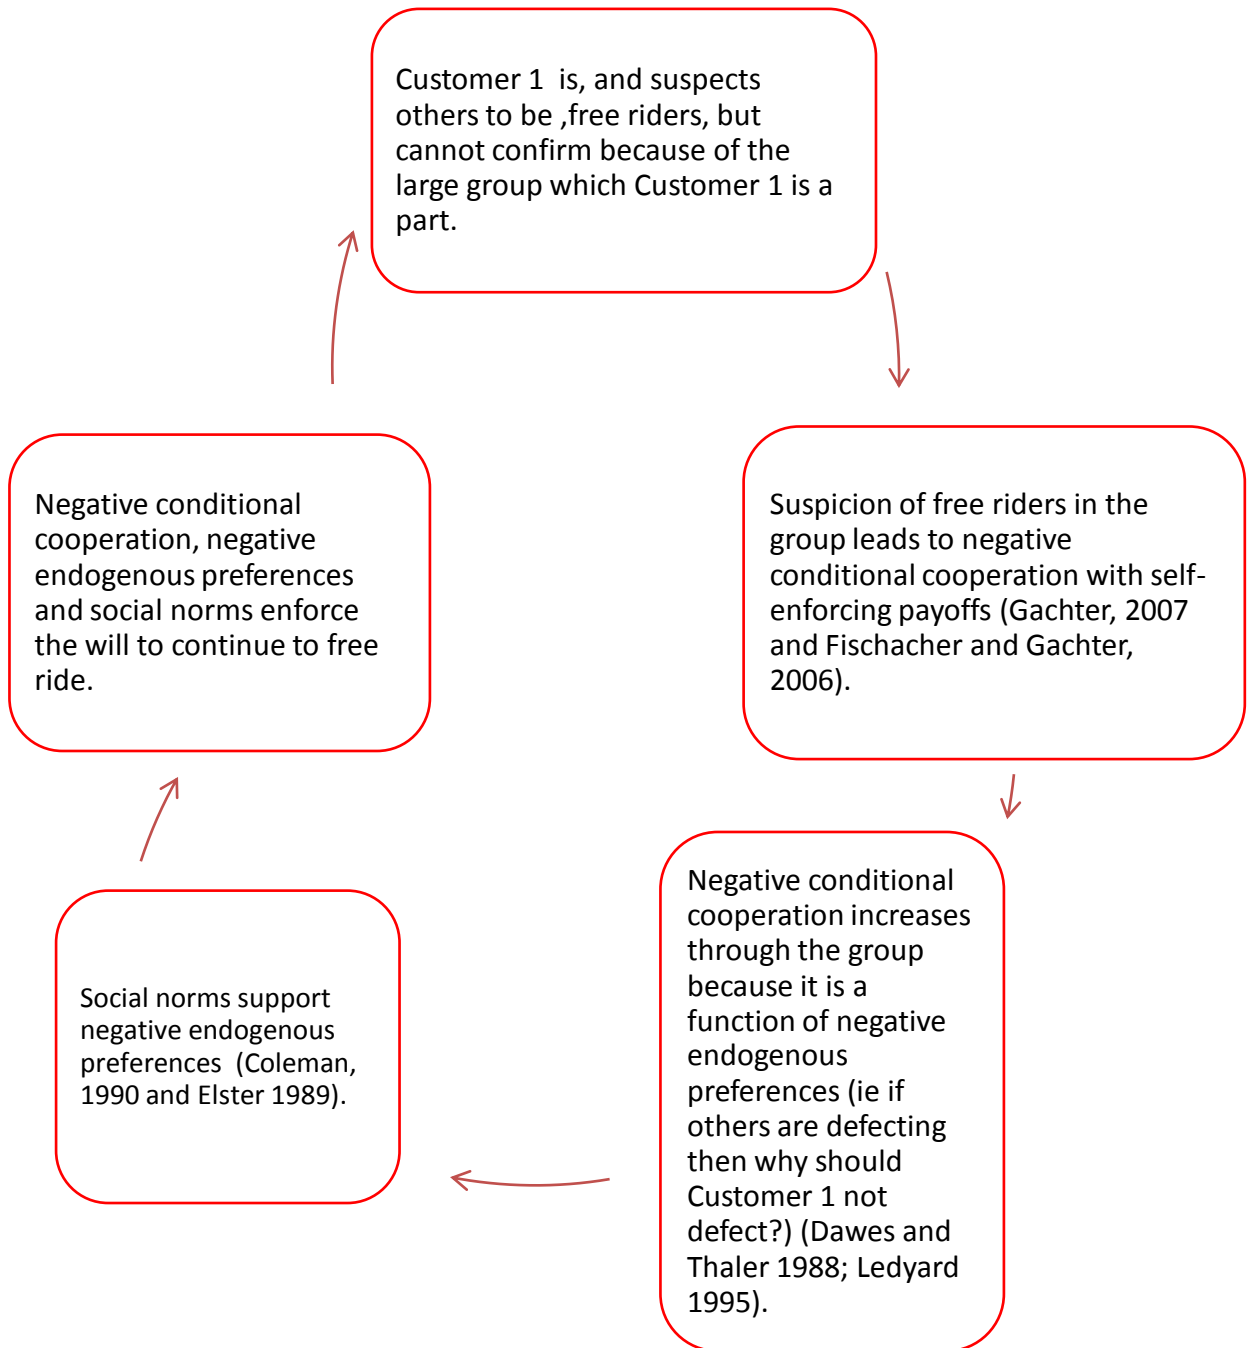 Customer 1  is, and suspects
others to be ,free riders, but
cannot confirm because of the
large group which Customer 1 is a
part.
Suspicion of free riders in the
group leads to negative
conditional cooperation with self-
enforcing payoffs (Gachter, 2007
and Fischacher and Gachter,
2006).
Negative conditional
cooperation increases
through the group
because it is a
function of negative
endogenous
preferences (ie if
others are defecting
then why should
Customer 1 not
defect?) (Dawes and
Thaler 1988; Ledyard
1995).
Social norms support
negative endogenous
preferences  (Coleman,
1990 and Elster 1989).
Negative conditional
cooperation, negative
endogenous preferences
and social norms enforce
the will to continue to free
ride.